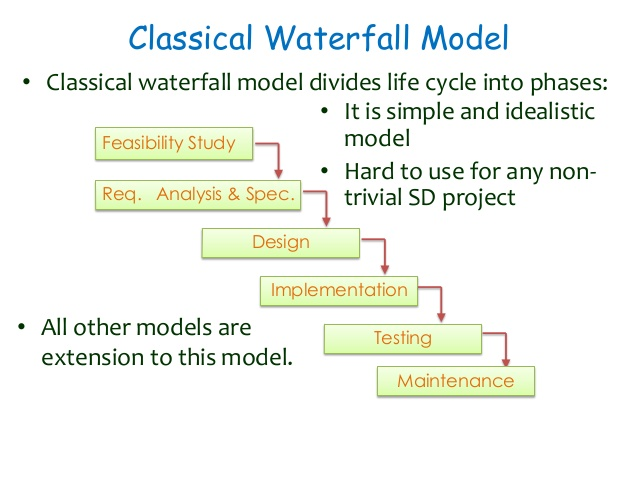 Classical Waterfall Model
• Classical waterfall model divides life cycle into phases:
• It is simple and idealistic
model
• Hard to use for any non-
trivial SD project
Feasibility Study
Req. Analysis & Spec.
Design
Implementation
Testing
Maintenance
• All other models are
extension to this model.